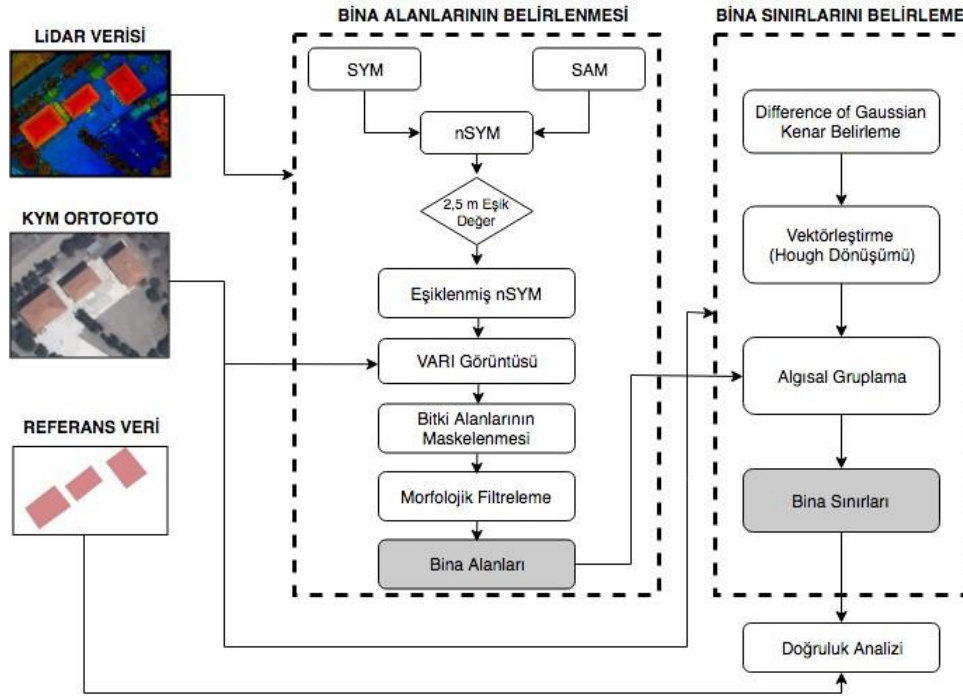 LiDAR VERİSİ
KYM ORTOFOTO
REFERANS VERİ
BİNA ALANLARININ BELİRLENMESİ
SYM
SAM
nSYM
2,5 m Eşik
Değer
Eşiklenmiş nSYM
VARI Görüntüsü
Bitki Alanlarının
Maskelenmesi
Morfolojik Filtreleme
Bina Alanları
BİNA SINIRLARINI BELİRLEME
Difference of Gaussian
Kenar Belirleme
Vektörleştirme
(Hough Dönüşümü)
Algısal Gruplama
Bina Sınırları
Doğruluk Analizi